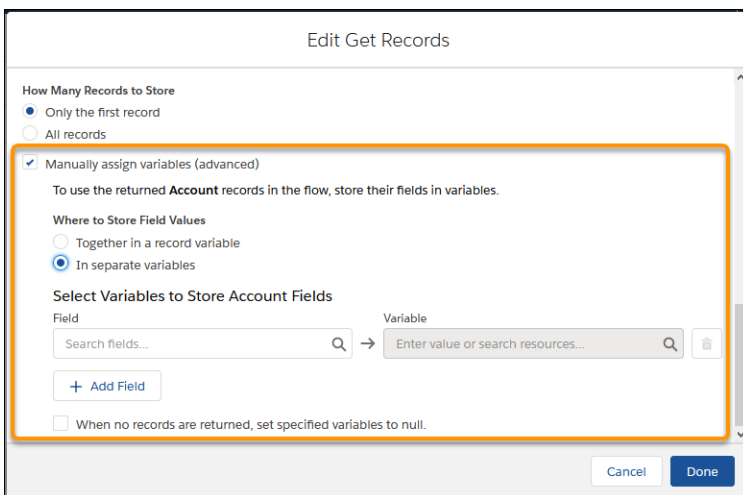 Edit Get Records
How Many Records to Store
Only the first record
All records
Manually assign variables (advanced)
To use the returned Account records in the flow, store their fields in variables.
Where to Store Field Values
Together in a record variable
In separate variables
Select Variables to Store Account Fields
Field Variable
Search fields... → Enter value or search resources...
+ Add Field
When no records are returned, set specified variables to null.
Cancel Done